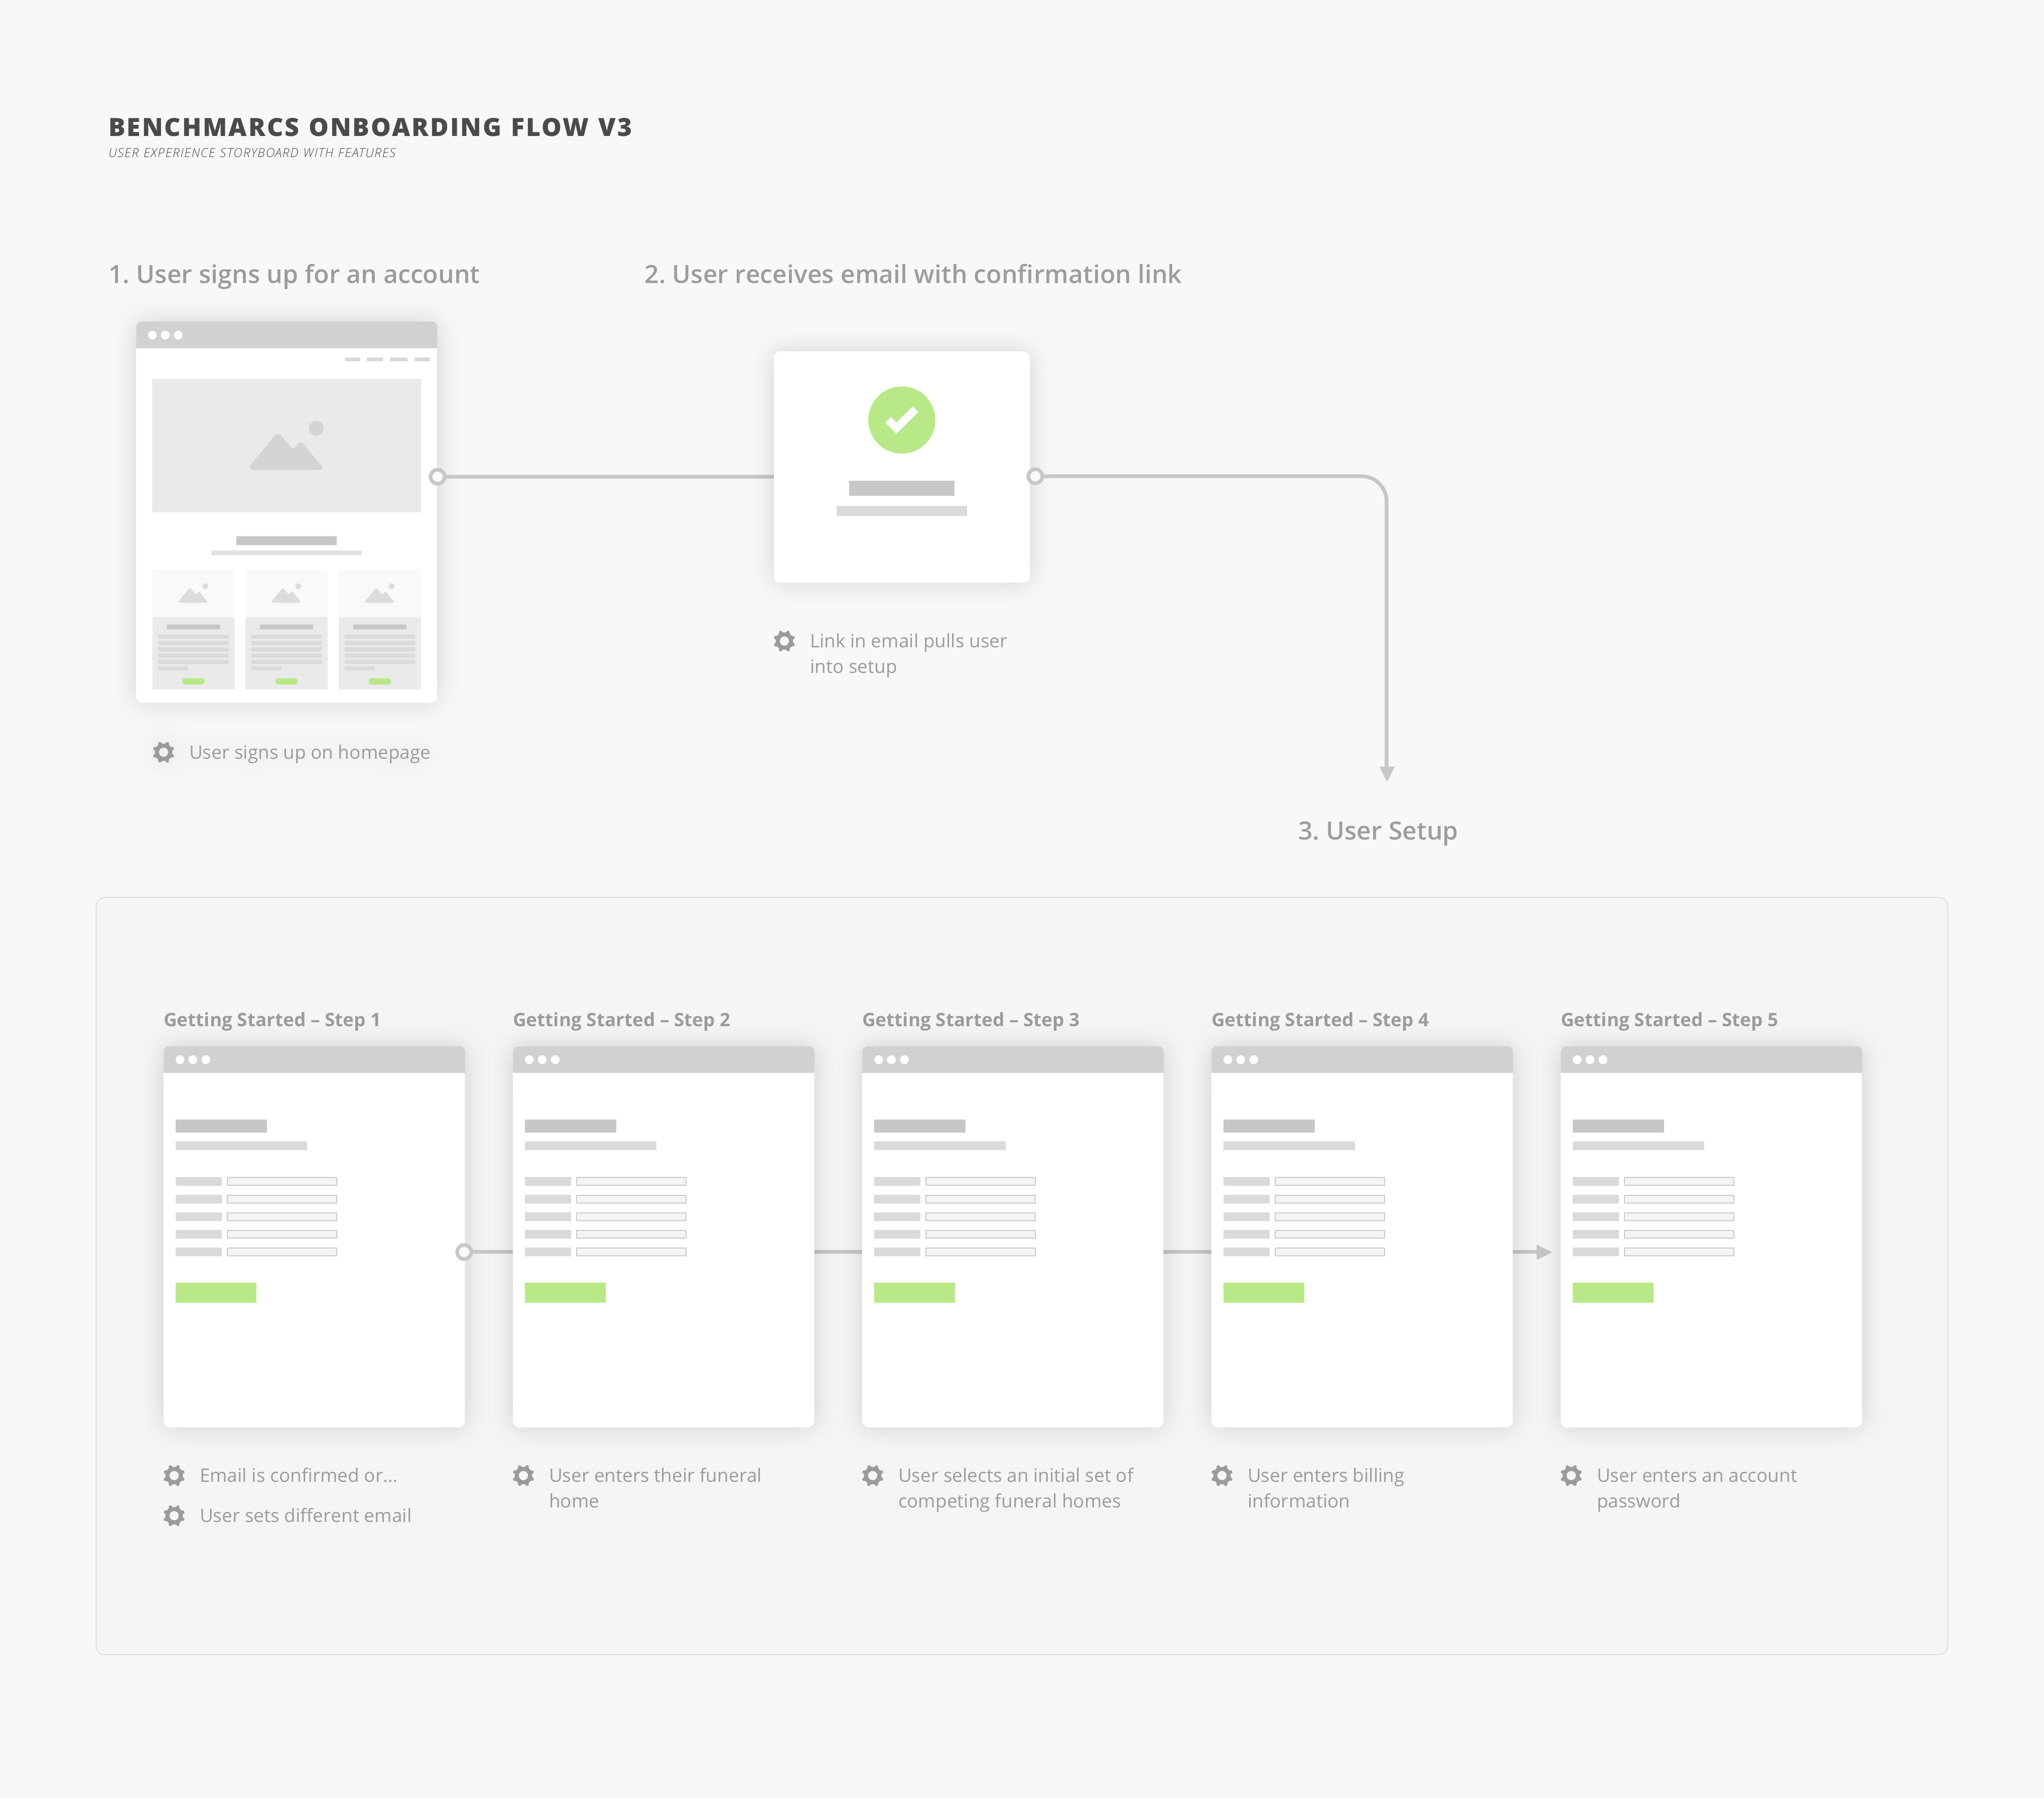 BENCHMARCS ONBOARDING FLOW V3
USER EXPERIENCE STORYBOARD WITH FEATURES
1. User signs up for an account
User signs up on homepage
2. User receives email with confirmation link
Link in email pulls user
into setup
3. User Setup
Getting Started – Step 1
Email is confirmed or...
User sets different email
Getting Started – Step 2
User enters their funeral
home
Getting Started – Step 3
User selects an initial set of
competing funeral homes
Getting Started – Step 4
User enters billing
information
Getting Started – Step 5
User enters an account
password